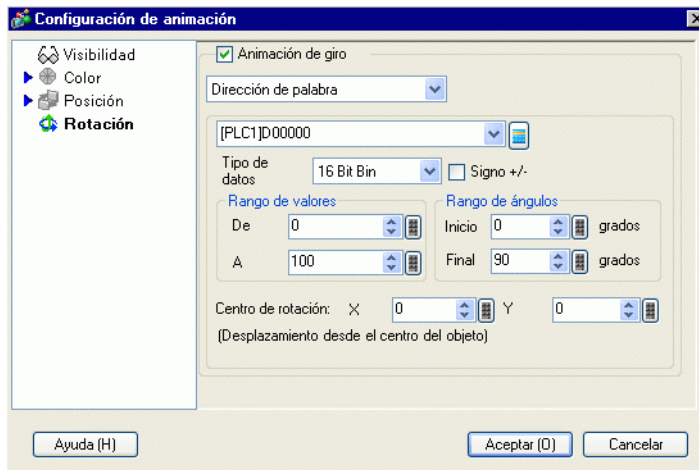 Configuración de animación
Visibilidad
Color
Posición
Rotación
Animación de giro
Dirección de palabra
[PLC1]D00000
Tipo de datos 16 Bit Bin Signo +/-
Rango de valores Rango de ángulos
De 0 Inicio 0 grados
A 100 Final 90 grados
Centro de rotación: X 0 Y 0
(Desplazamiento desde el centro del objeto)
Ayuda (H) Aceptar (O) Cancelar